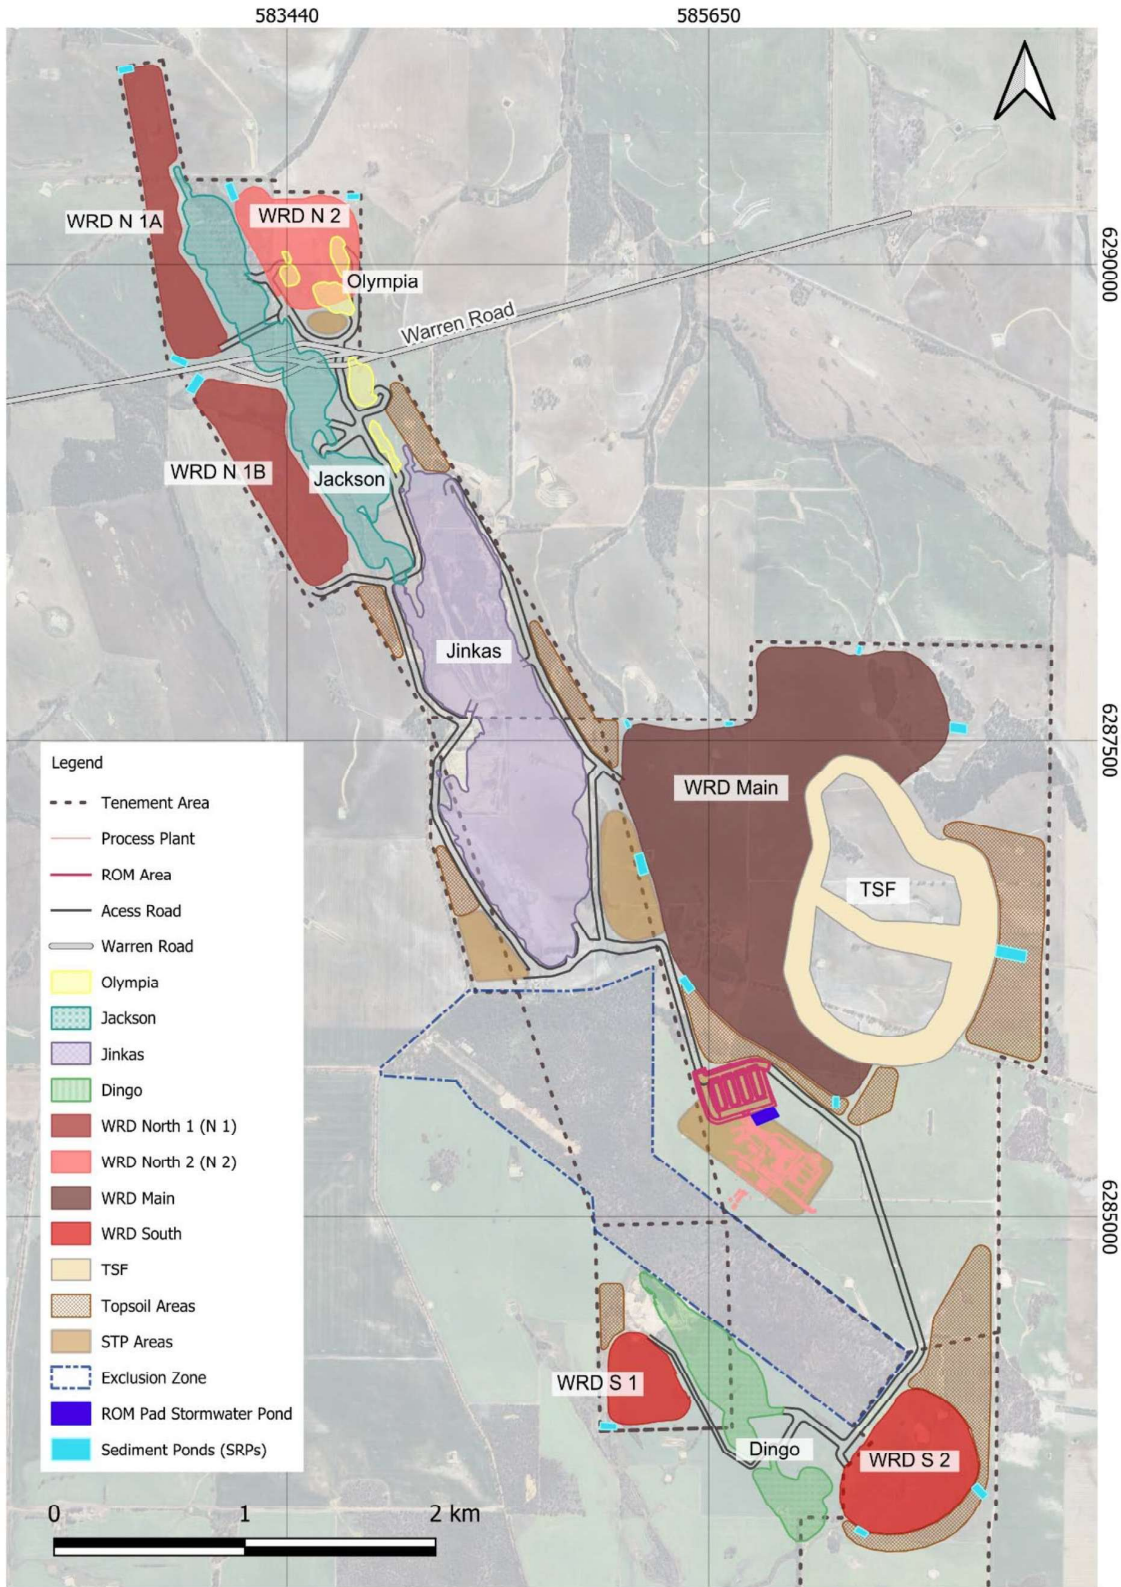 583440 585650
WRD N 1A
WRD N 2
6290000
Olympia
Warren Road
WRD N 1B
Jackson
Jinkas
6287500
WRD Main
TSF
Legend
Tenement Area
Process Plant
ROM Area
Acess Road
Warren Road
Olympia
Jackson
Jinkas
Dingo
WRD North 1 (N 1)
WRD North 2 (N 2)
WRD Main
WRD South
TSF
Topsoil Areas
STP Areas
Exclusion Zone
ROM Pad Stormwater Pond
Sediment Ponds (SRPs)
6285000
WRD S 1
Dingo
WRD S 2
0 1 2 km